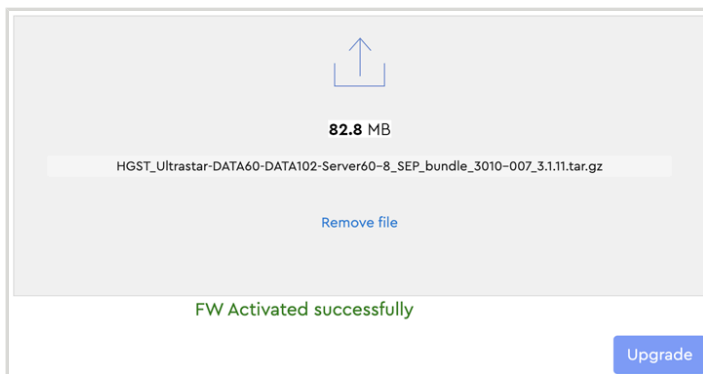 82.8 MB
HGST_Ultrastar-DATA60-DATA102-Server60-8_SEP_bundle_3010-007_3.1.11.tar.gz
Remove file
FW Activated successfully
Upgrade